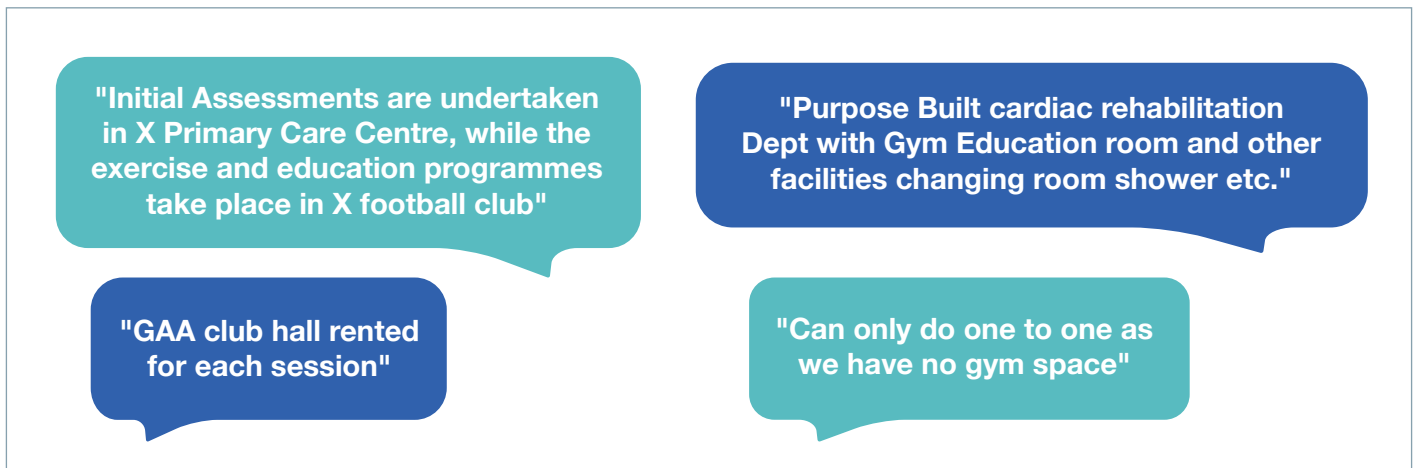 "Initial Assessments are undertaken
in X Primary Care Centre, while the
exercise and education programmes
take place in X football club"
"Purpose Built cardiac rehabilitation
Dept with Gym Education room and other
facilities changing room shower etc."
"GAA club hall rented
for each session"
"Can only do one to one as
we have no gym space"